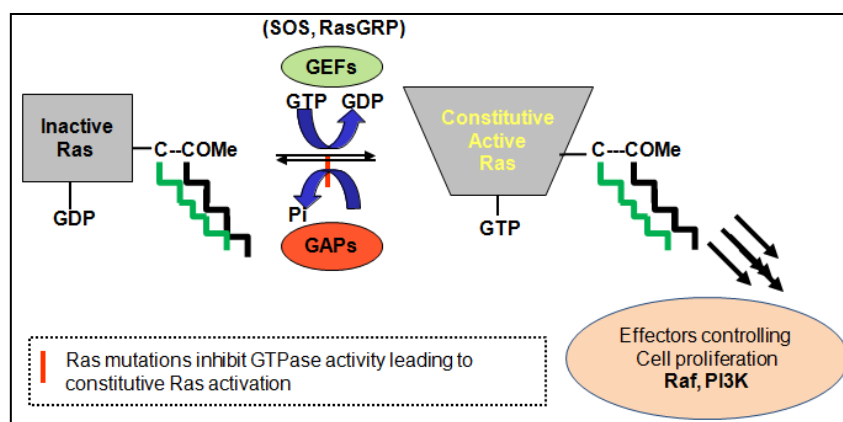 (SOS, RasGRP)
GEFs
GTP GDP
Inactive
Ras
C--COMe
GDP
Pi
GAPs
Constitutive
Active
Ras
C---COMe
GTP
Effectors controlling
Cell proliferation
Raf, PI3K
Ras mutations inhibit GTPase activity leading to
constitutive Ras activation